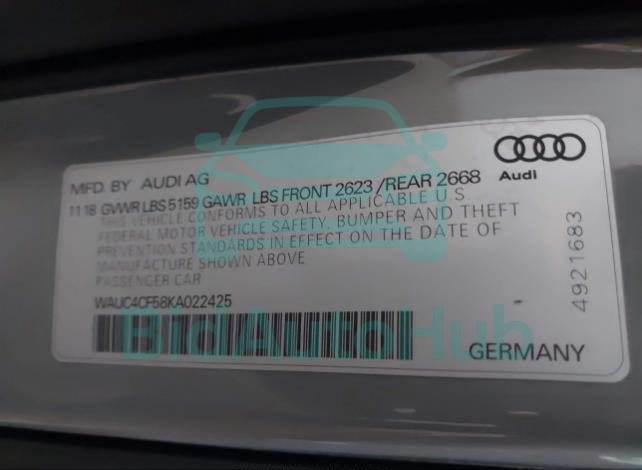 MFD. BY AUDI AG
Audi
11 18 GVWR LBS 5159 GAWR LBS FRONT 2623 /REAR 2668
THIS VEHICLE CONFORMS TO ALL APPLICABLE U.S.
FEDERAL MOTOR VEHICLE SAFETY, BUMPER AND THEFT
PREVENTION STANDARDS IN EFFECT ON THE DATE OF
MANUFACTURE SHOWN ABOVE
PASSENGER CAR
WAUC4CF58KA022425
4921683
BidAutoHub
GERMANY